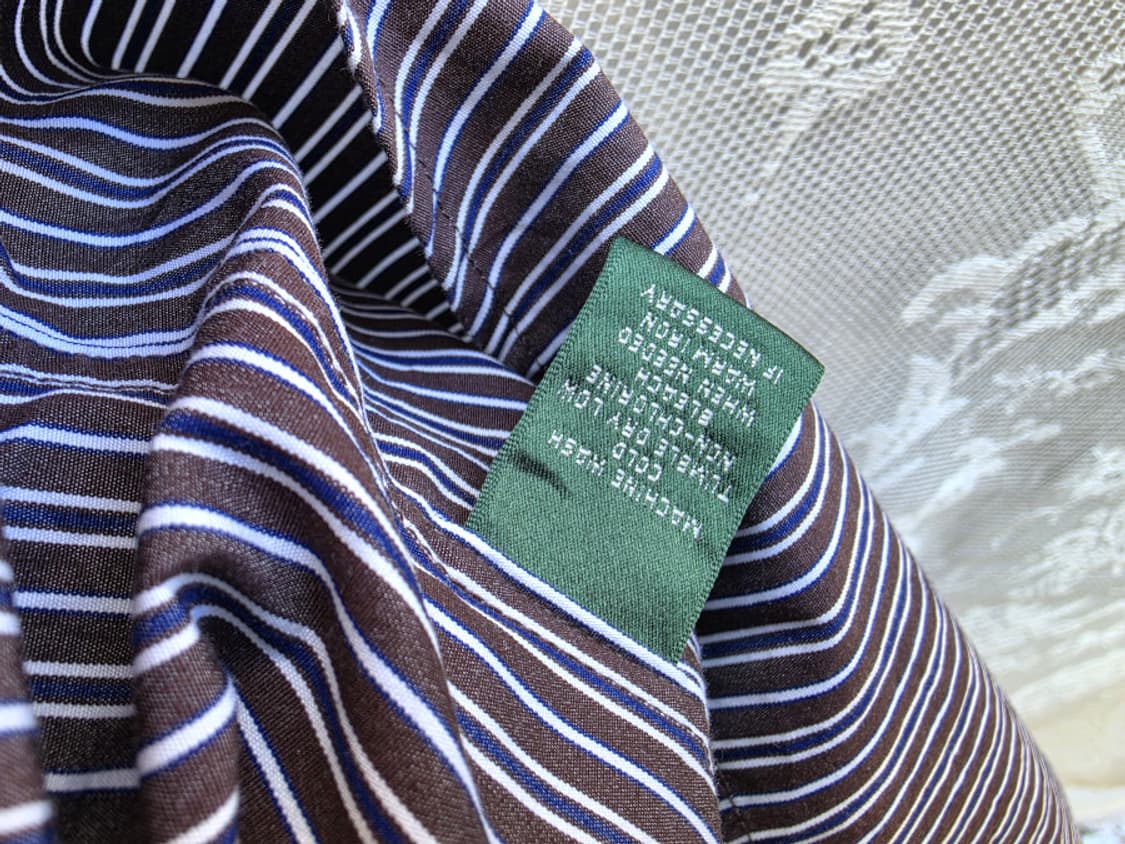 MACHINE WASH
COLD
TUMBLE DRY LOW
NON-CHLORINE
BLEACH
WHEN NEEDED
WARM IRON
IF NECESSARY